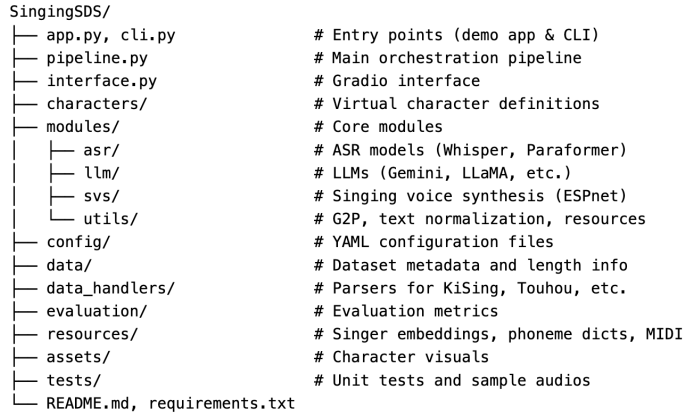 SingingSDS/
├── app.py, cli.py # Entry points (demo app & CLI)
├── pipeline.py # Main orchestration pipeline
├── interface.py # Gradio interface
├── characters/ # Virtual character definitions
├── modules/ # Core modules
│   ├── asr/ # ASR models (Whisper, Paraformer)
│   ├── llm/ # LLMs (Gemini, LLaMA, etc.)
│   ├── svs/ # Singing voice synthesis (ESPnet)
│   └── utils/ # G2P, text normalization, resources
├── config/ # YAML configuration files
├── data/ # Dataset metadata and length info
├── data_handlers/ # Parsers for KiSing, Touhou, etc.
├── evaluation/ # Evaluation metrics
├── resources/ # Singer embeddings, phoneme dicts, MIDI
├── assets/ # Character visuals
├── tests/ # Unit tests and sample audios
└── README.md, requirements.txt